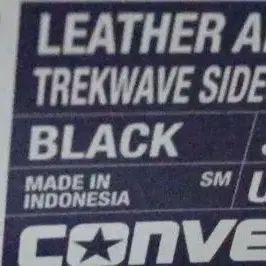 LEATHER A
TREKWAVE SIDE
BLACK
MADE IN SM U
INDONESIA
CONVE